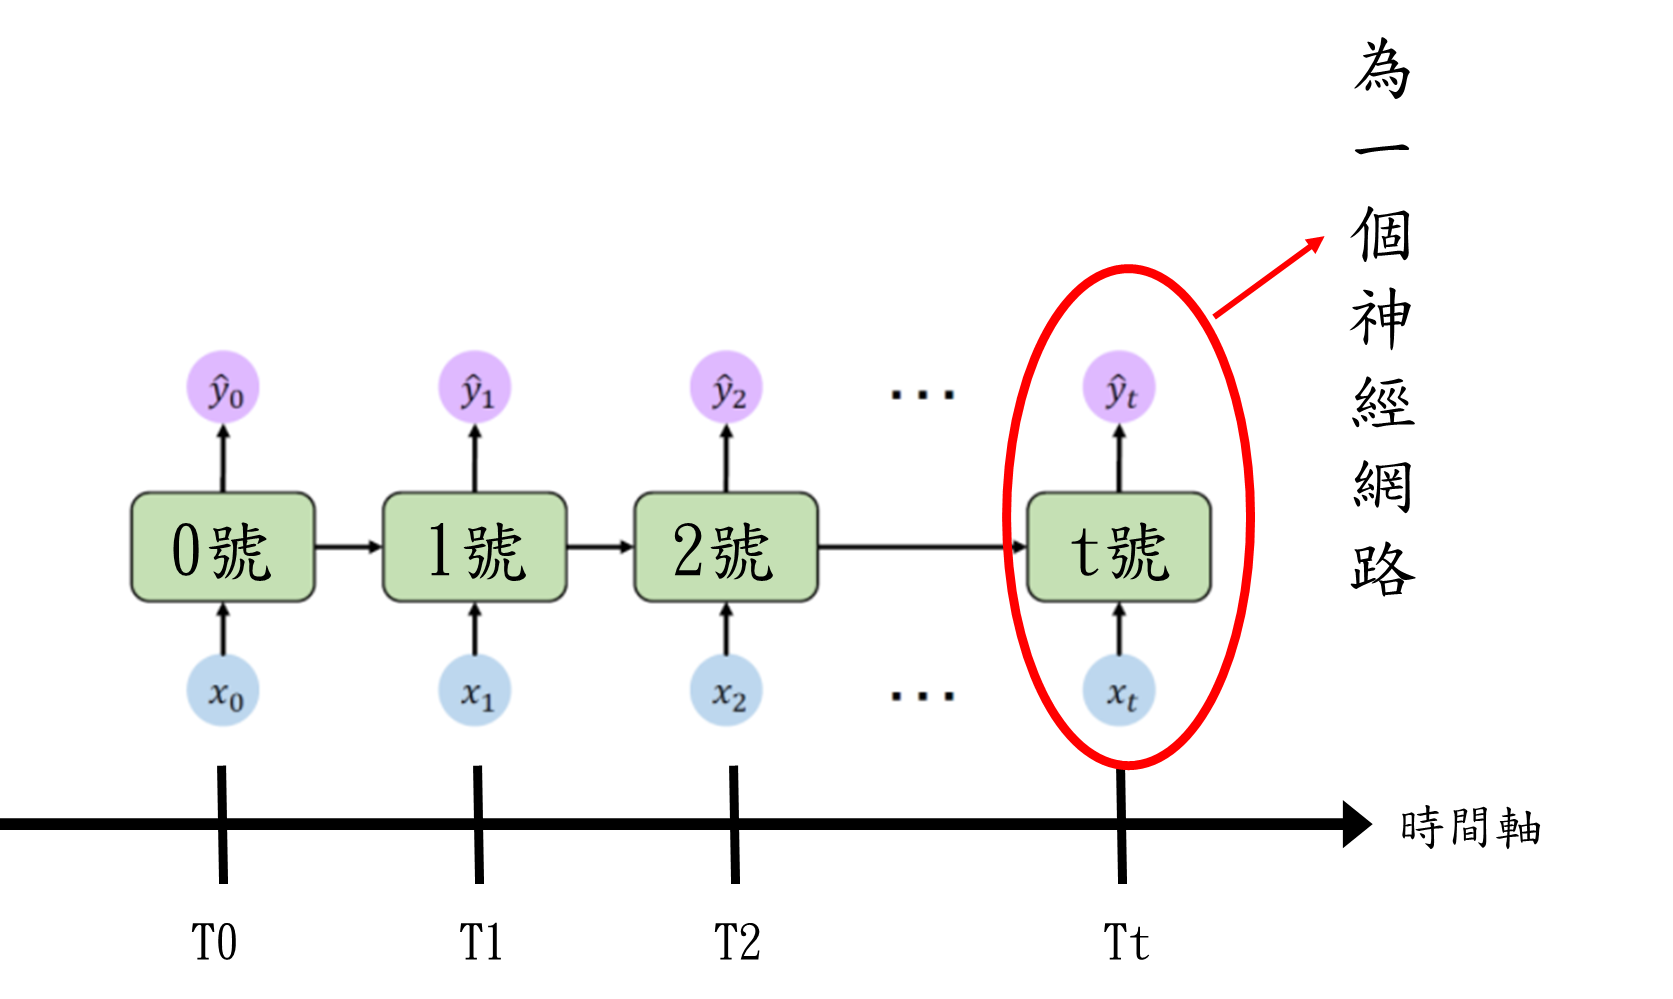 為一個神經網路
ŷ₀ ŷ₁ ŷ₂ ... ŷₜ
0號 1號 2號 t號
x₀ x₁ x₂ ... xₜ
時間軸
T0 T1 T2 Tt